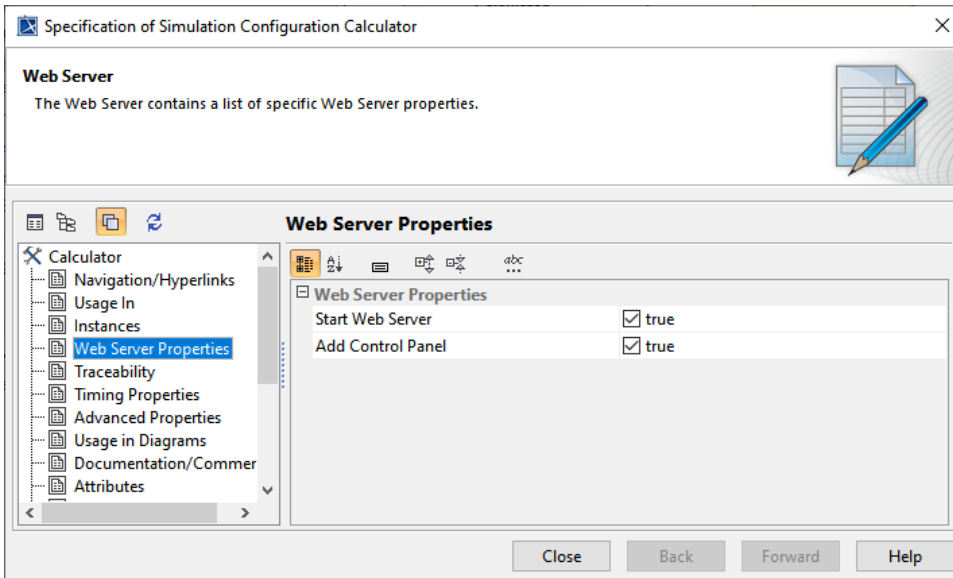 Specification of Simulation Configuration Calculator
Web Server
The Web Server contains a list of specific Web Server properties.
Web Server Properties
Calculator
Navigation/Hyperlinks
Usage In
Instances
Web Server Properties
Traceability
Timing Properties
Advanced Properties
Usage in Diagrams
Documentation/Commer
Attributes
abc
Web Server Properties
Start Web Server true
Add Control Panel true
Close Back Forward Help